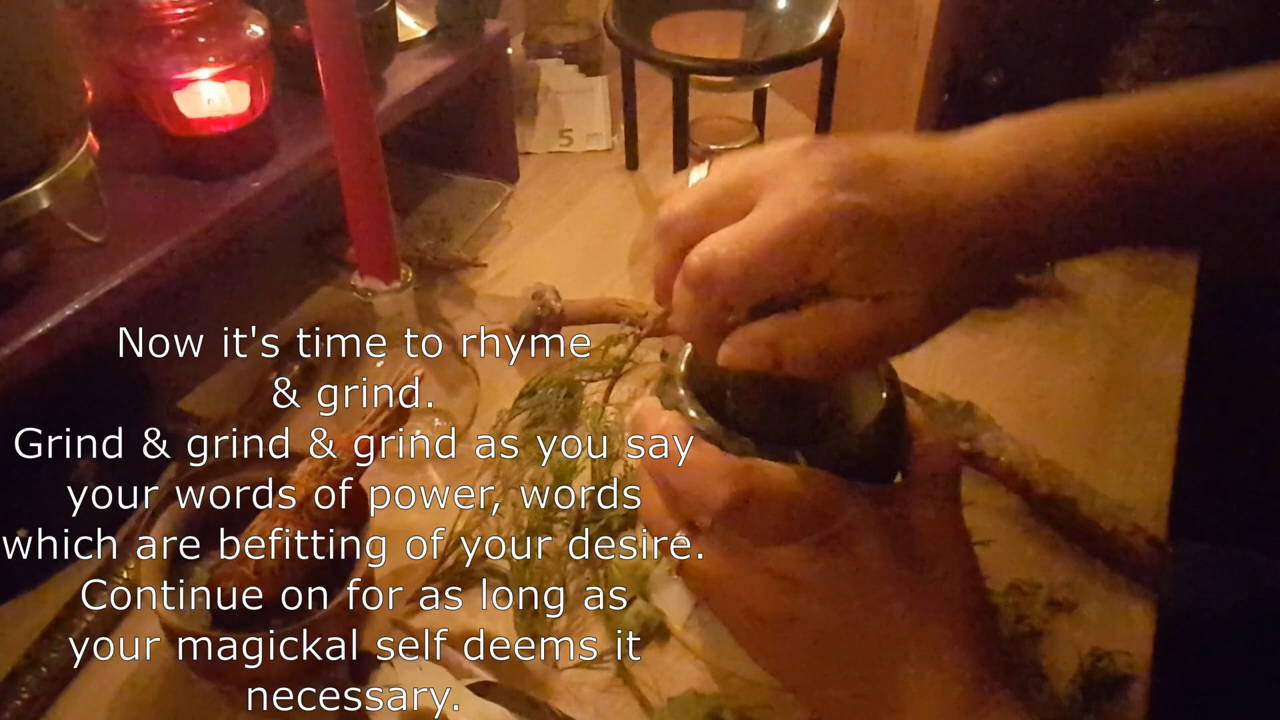 5
Now it's time to rhyme
& grind.
Grind & grind & grind as you say
your words of power, words
which are befitting of your desire.
Continue on for as long as
your magickal self deems it
necessary.